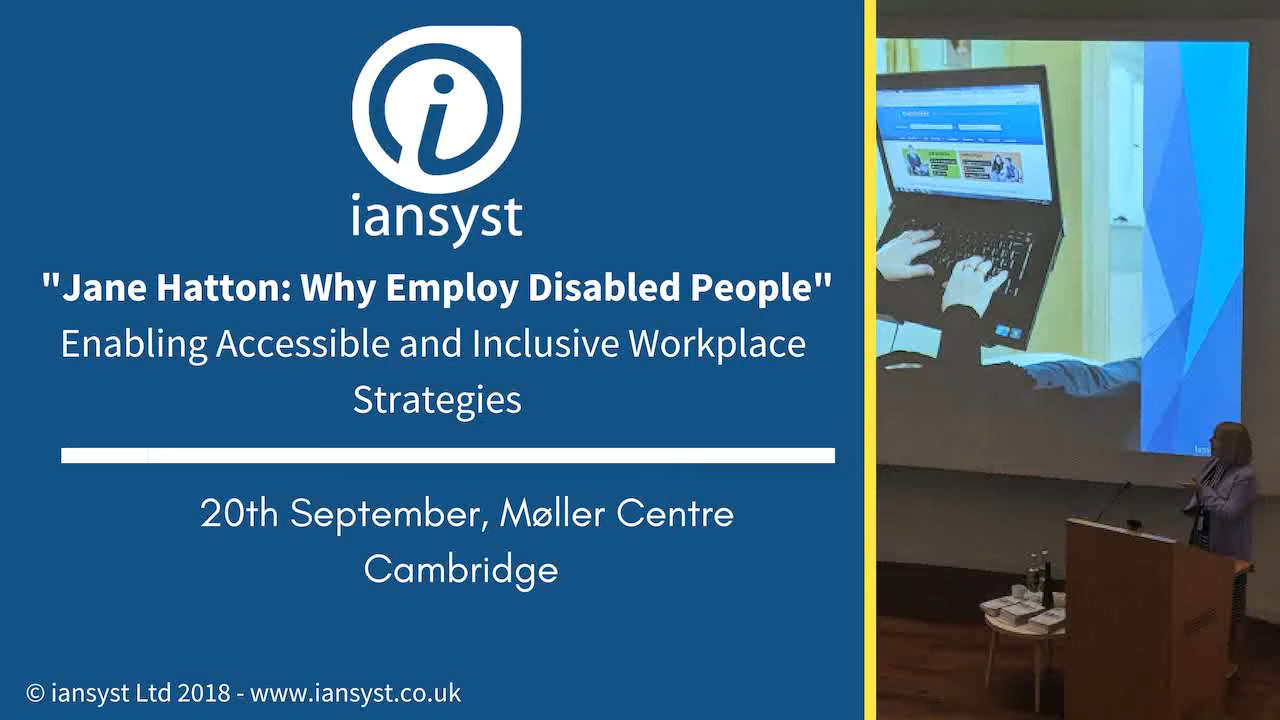 iansyst
"Jane Hatton: Why Employ Disabled People"
Enabling Accessible and Inclusive Workplace
Strategies
20th September, Møller Centre
Cambridge
© iansyst Ltd 2018 - www.iansyst.co.uk